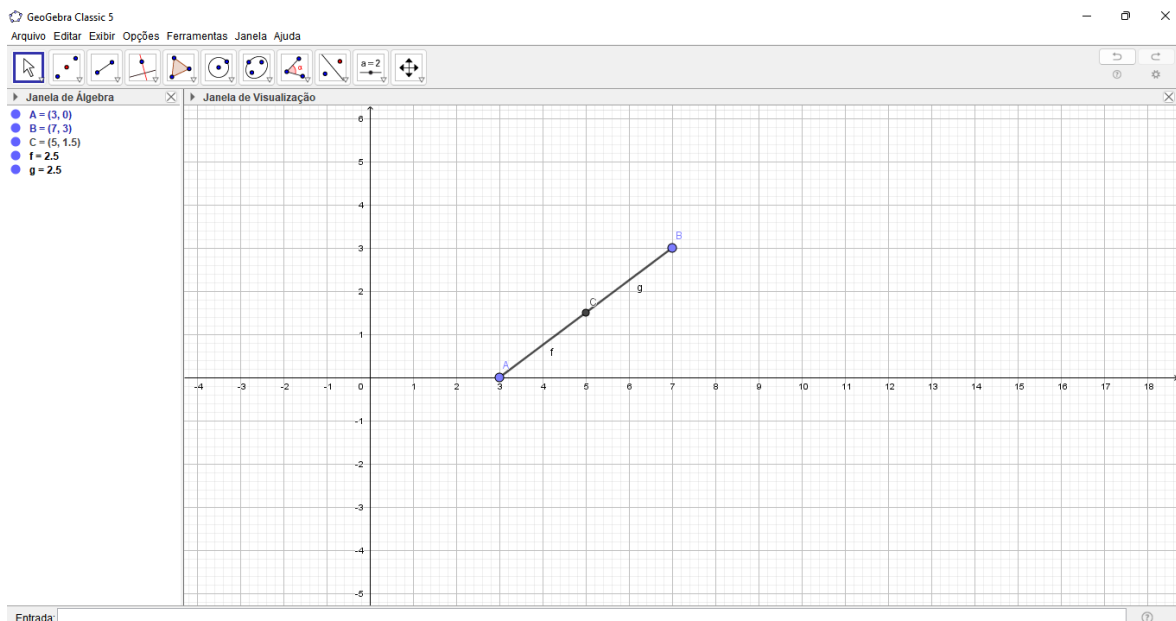 GeoGebra Classic 5
Arquivo Editar Exibir Opções Ferramentas Janela Ajuda
a=2
Janela de Álgebra
Janela de Visualização
A = (3, 0)
B = (7, 3)
C = (5, 1.5)
f = 2.5
g = 2.5
6
5
4
3
2
1
-1
-2
-3
-4
-5
B
g
C
f
A
-4 -3 -2 -1 0 1 2 3 4 5 6 7 8 9 10 11 12 13 14 15 16 17 18
Entrada: